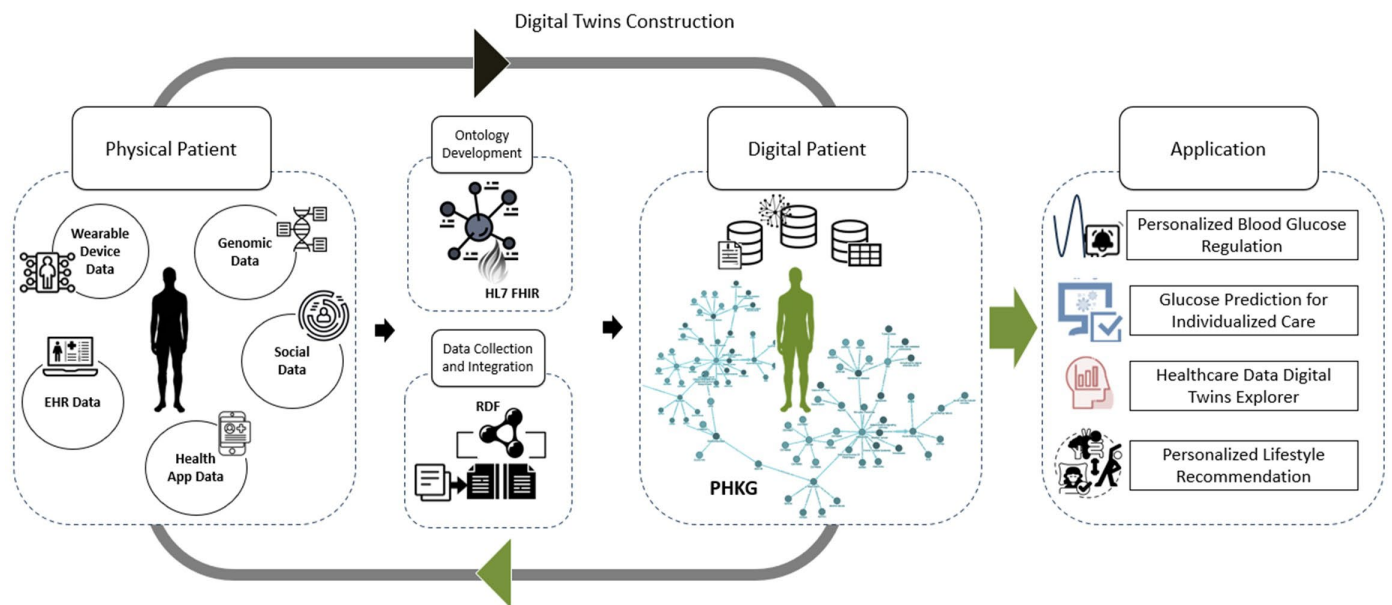 Digital Twins Construction
Physical Patient
Wearable
Device
Data
Genomic
Data
Social
Data
EHR Data
Health
App Data
Ontology
Development
HL7 FHIR
Data Collection
and Integration
RDF
Digital Patient
PHKG
Application
Personalized Blood Glucose
Regulation
Glucose Prediction for
Individualized Care
Healthcare Data Digital
Twins Explorer
Personalized Lifestyle
Recommendation